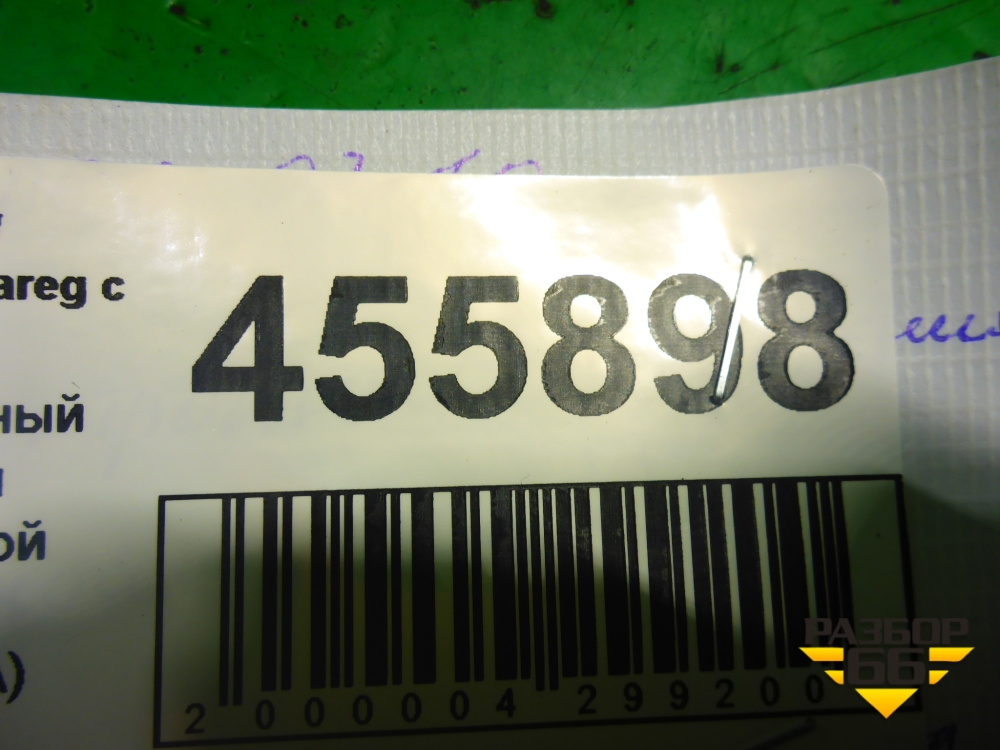 areg с
455898
ный
ой
А)
2 000004 299200
РАЗБОР
66